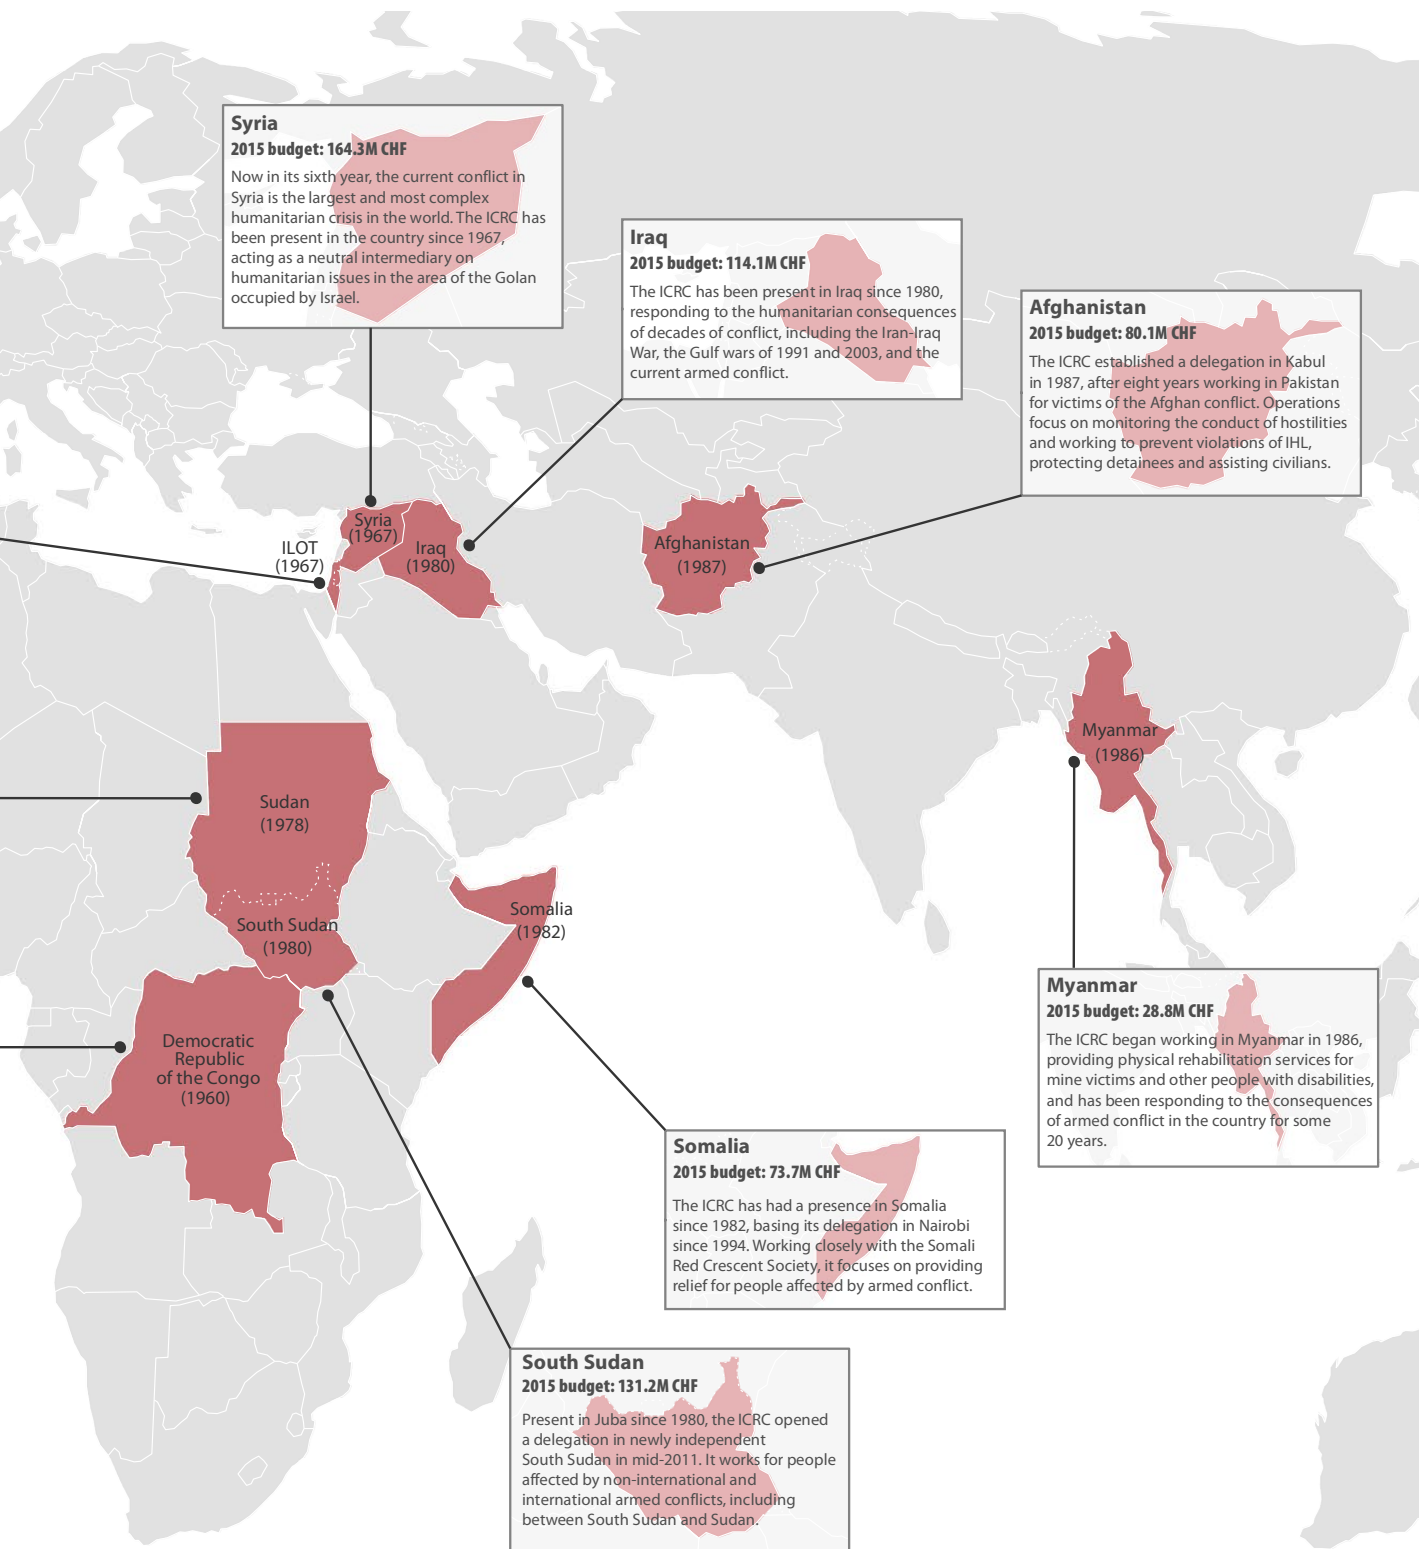 Syria
2015 budget: 164.3M CHF
Now in its sixth year, the current conflict in
Syria is the largest and most complex
humanitarian crisis in the world. The ICRC has
been present in the country since 1967,
acting as a neutral intermediary on
humanitarian issues in the area of the Golan
occupied by Israel.
Iraq
2015 budget: 114.1M CHF
The ICRC has been present in Iraq since 1980,
responding to the humanitarian consequences
of decades of conflict, including the Iran-Iraq
War, the Gulf wars of 1991 and 2003, and the
current armed conflict.
Afghanistan
2015 budget: 80.1M CHF
The ICRC established a delegation in Kabul
in 1987, after eight years working in Pakistan
for victims of the Afghan conflict. Operations
focus on monitoring the conduct of hostilities
and working to prevent violations of IHL,
protecting detainees and assisting civilians.
Syria
(1967)
ILOT
(1967)
Iraq
(1980)
Afghanistan
(1987)
Myanmar
(1986)
Sudan
(1978)
South Sudan
(1980)
Somalia
(1982)
Democratic
Republic
of the Congo
(1960)
Myanmar
2015 budget: 28.8M CHF
The ICRC began working in Myanmar in 1986,
providing physical rehabilitation services for
mine victims and other people with disabilities,
and has been responding to the consequences
of armed conflict in the country for some
20 years.
Somalia
2015 budget: 73.7M CHF
The ICRC has had a presence in Somalia
since 1982, basing its delegation in Nairobi
since 1994. Working closely with the Somali
Red Crescent Society, it focuses on providing
relief for people affected by armed conflict.
South Sudan
2015 budget: 131.2M CHF
Present in Juba since 1980, the ICRC opened
a delegation in newly independent
South Sudan in mid-2011. It works for people
affected by non-international and
international armed conflicts, including
between South Sudan and Sudan.